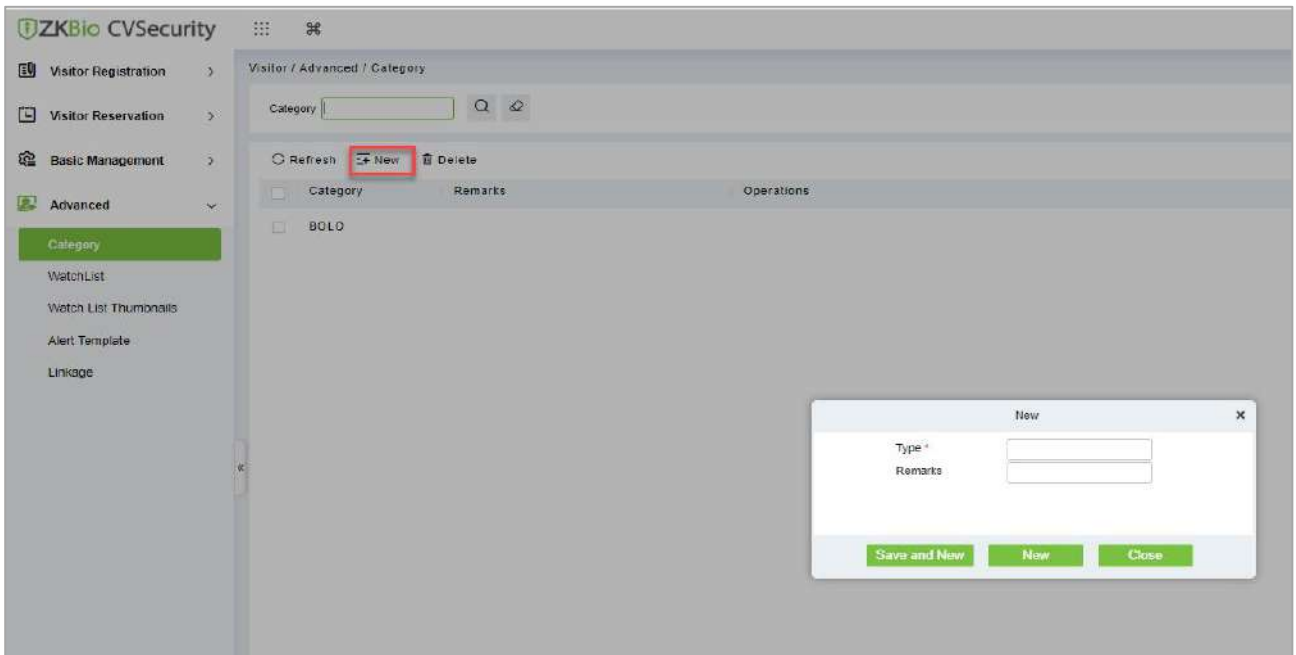 ZKBio CVSecurity
Visitor Registration
Visitor Reservation
Basic Management
Advanced
Category
WatchList
Watch List Thumbnails
Alert Template
Linkage
Visitor / Advanced / Category
Category
Refresh New Delete
Category Remarks Operations
BOLO
New
Type *
Remarks
Save and New New Close